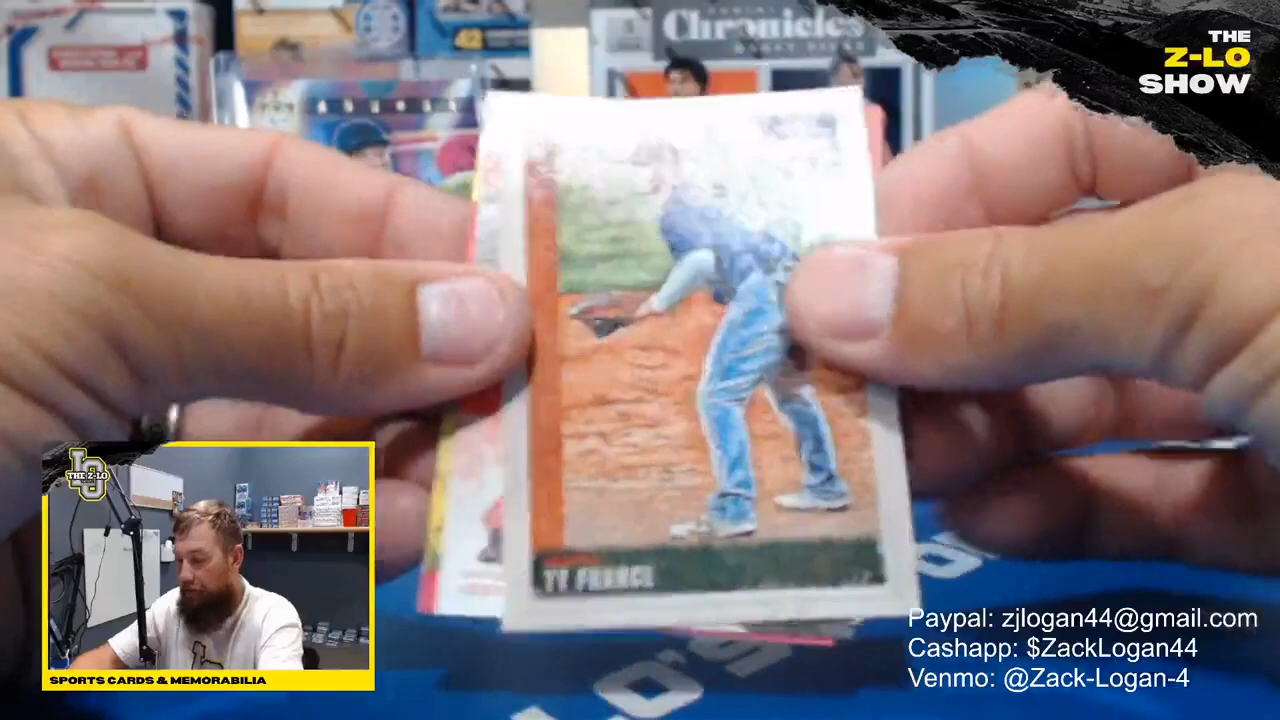 Chronicles
THE
Z-LO
SHOW
TY FRANCE
THE Z-LO
SPORTS CARDS & MEMORABILIA
LO'S
Paypal: zjlogan44@gmail.com
Cashapp: $ZackLogan44
Venmo: @Zack-Logan-4